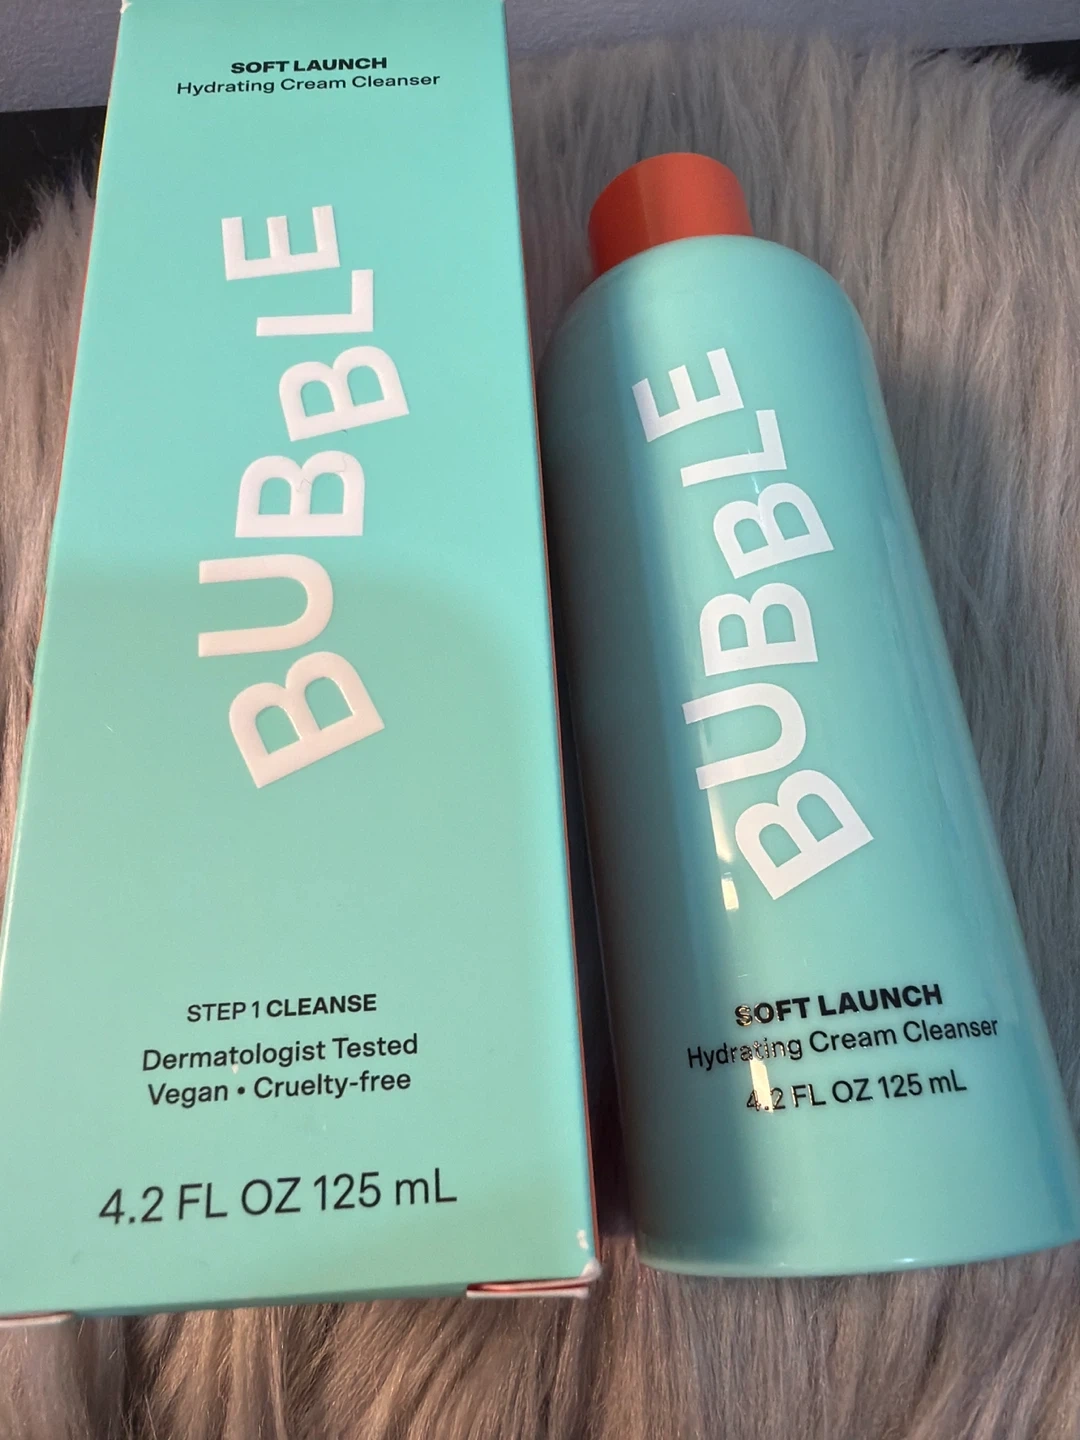 SOFT LAUNCH
Hydrating Cream Cleanser
BUBBLE
STEP 1 CLEANSE
Dermatologist Tested
Vegan • Cruelty-free
4.2 FL OZ 125 mL
BUBBLE
SOFT LAUNCH
Hydrating Cream Cleanser
4.2 FL OZ 125 mL